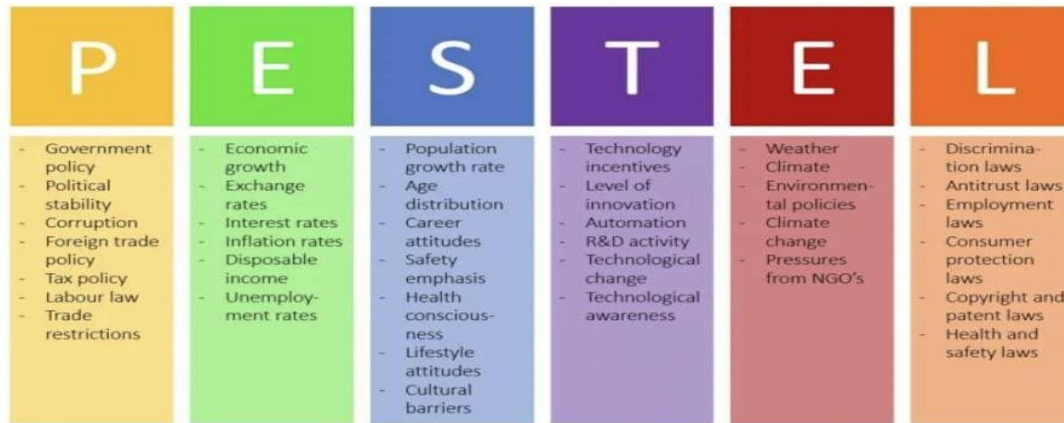 P
E
S
T
E
L
- Government
policy
- Political
stability
- Corruption
- Foreign trade
policy
- Tax policy
- Labour law
- Trade
restrictions
- Economic
growth
- Exchange
rates
- Interest rates
- Inflation rates
- Disposable
income
- Unemploy-
ment rates
- Population
growth rate
- Age
distribution
- Career
attitudes
- Safety
emphasis
- Health
conscious-
ness
- Lifestyle
attitudes
- Cultural
barriers
- Technology
incentives
- Level of
innovation
- Automation
- R&D activity
- Technological
change
- Technological
awareness
- Weather
- Climate
- Environmen-
tal policies
- Climate
change
- Pressures
from NGO's
- Discrimina-
tion laws
- Antitrust laws
- Employment
laws
- Consumer
protection
laws
- Copyright and
patent laws
- Health and
safety laws